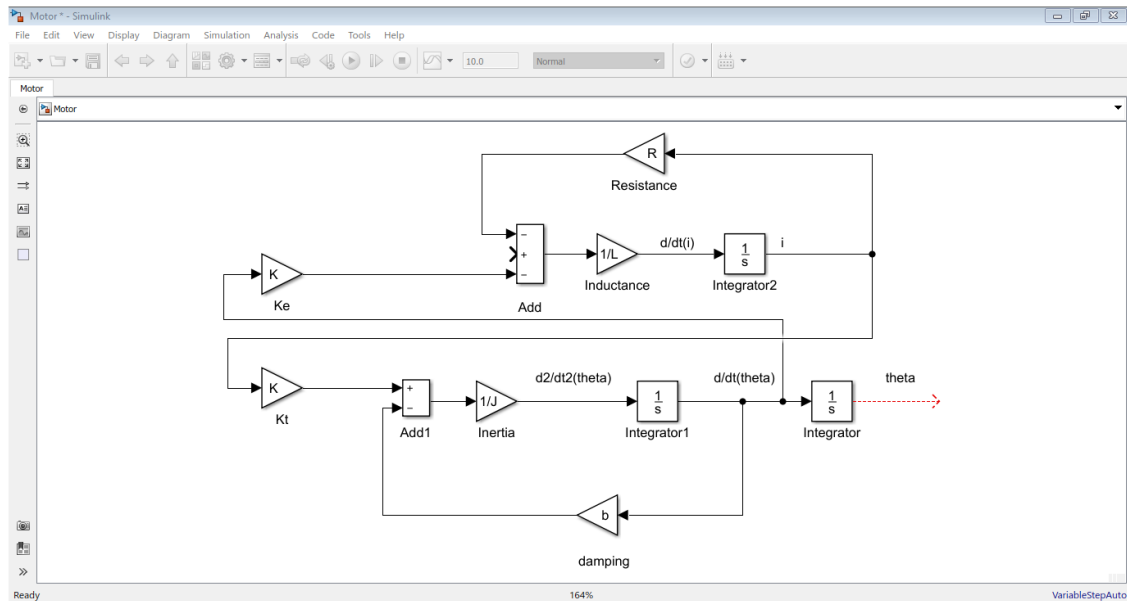 Motor * - Simulink
File Edit View Display Diagram Simulation Analysis Code Tools Help
10.0 Normal
Motor
Motor
R
Resistance
−
+
−
Add
1/L
Inductance
d/dt(i)
1
s
Integrator2
i
K
Ke
K
Kt
+
−
Add1
1/J
Inertia
d2/dt2(theta)
1
s
Integrator1
d/dt(theta)
1
s
Integrator
theta
b
damping
Ready 164% VariableStepAuto